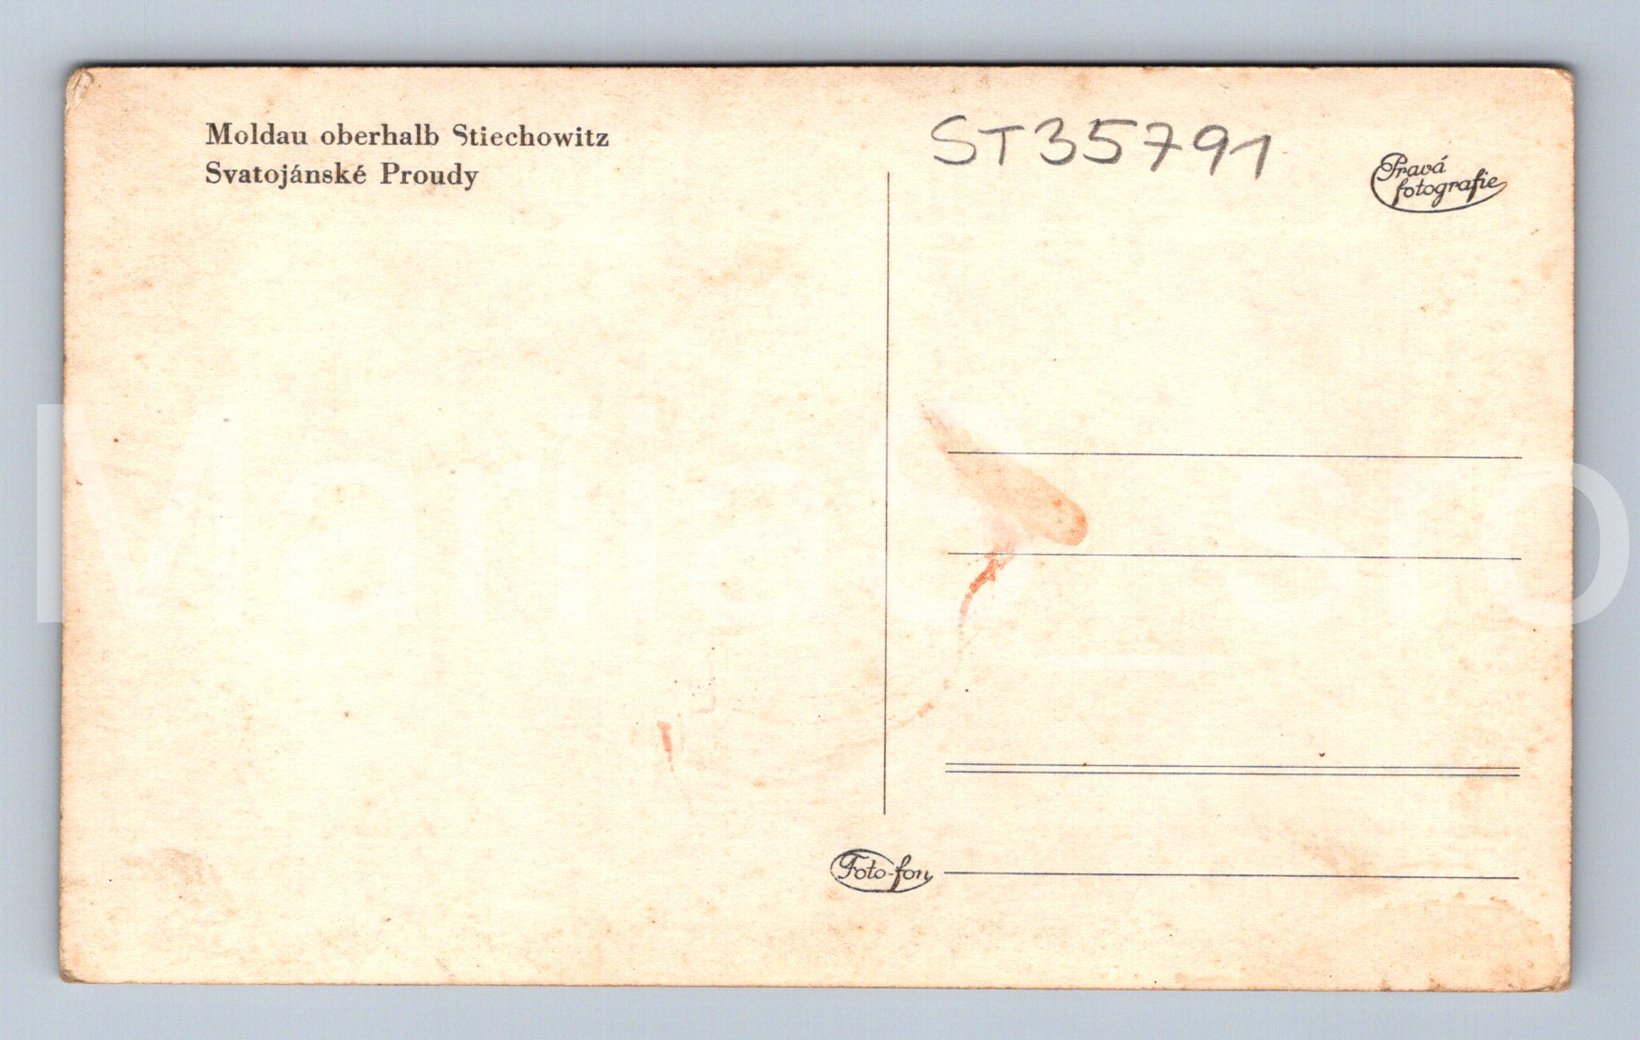 Moldau oberhalb Stiechowitz
Svatojánské Proudy
ST35791
Pravá
fotografie
Foto-fon